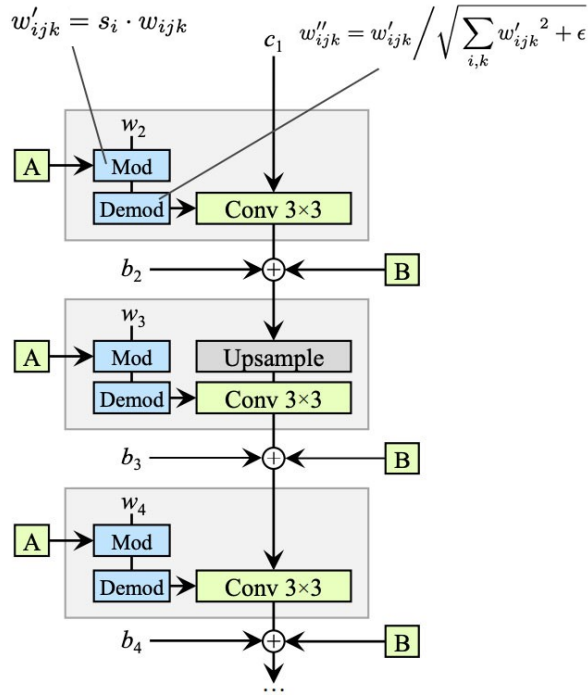 w′ijk = si · wijk
c1
w″ijk = w′ijk / √∑i,k w′ijk² + ϵ
w2
A
Mod
Demod
Conv 3×3
b2
+
B
w3
A
Mod
Upsample
Demod
Conv 3×3
b3
+
B
w4
A
Mod
Demod
Conv 3×3
b4
+
B
...